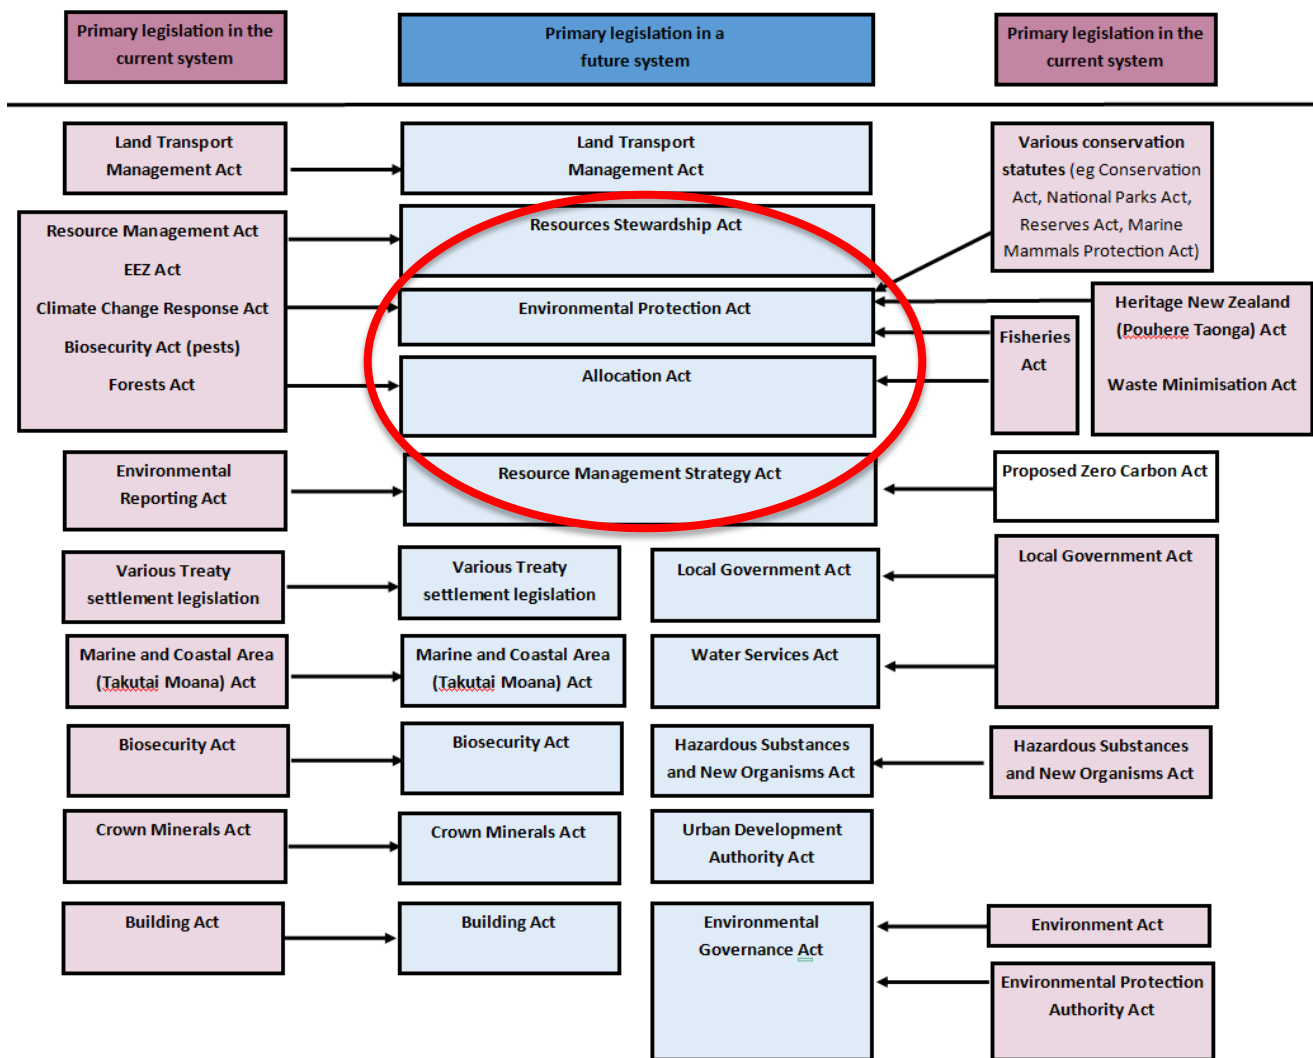 Primary legislation in the
current system
Primary legislation in a
future system
Primary legislation in the
current system
Land Transport
Management Act
Land Transport
Management Act
Various conservation
statutes (eg Conservation
Act, National Parks Act,
Reserves Act, Marine
Mammals Protection Act)
Resource Management Act
EEZ Act
Climate Change Response Act
Biosecurity Act (pests)
Forests Act
Resources Stewardship Act
Environmental Protection Act
Allocation Act
Fisheries
Act
Heritage New Zealand
(Pouhere Taonga) Act
Waste Minimisation Act
Environmental
Reporting Act
Resource Management Strategy Act
Proposed Zero Carbon Act
Various Treaty
settlement legislation
Various Treaty
settlement legislation
Local Government Act
Local Government Act
Marine and Coastal Area
(Takutai Moana) Act
Marine and Coastal Area
(Takutai Moana) Act
Water Services Act
Biosecurity Act
Biosecurity Act
Hazardous Substances
and New Organisms Act
Hazardous Substances
and New Organisms Act
Crown Minerals Act
Crown Minerals Act
Urban Development
Authority Act
Building Act
Building Act
Environmental
Governance Act
Environment Act
Environmental Protection
Authority Act